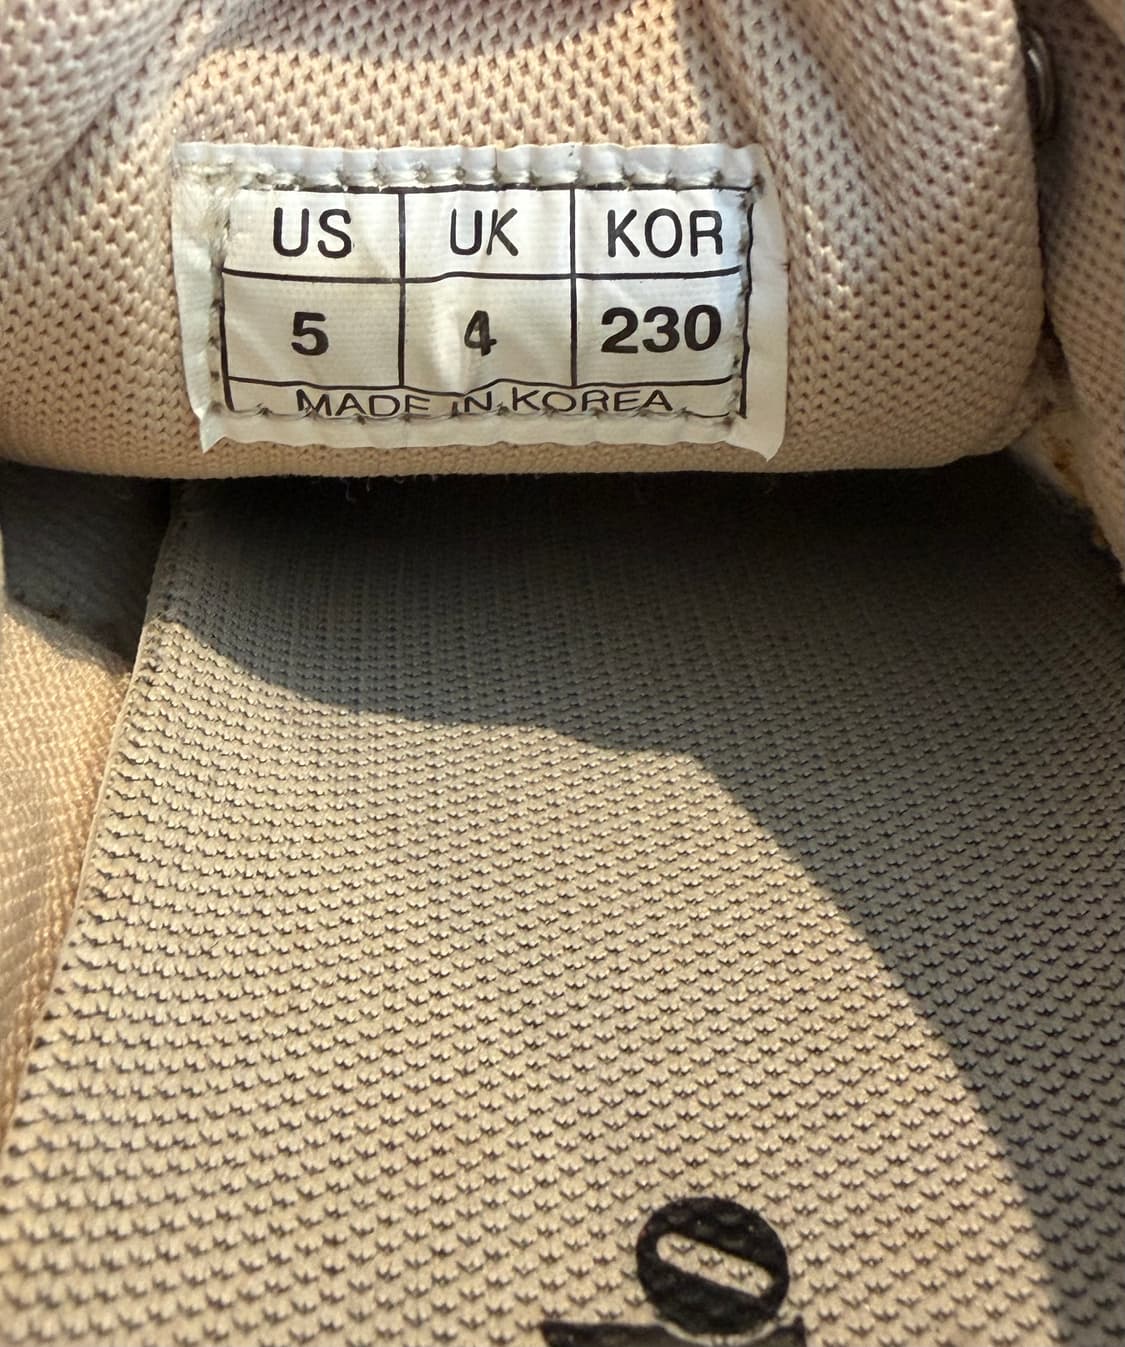 US UK KOR
5 4 230
MADE IN KOREA